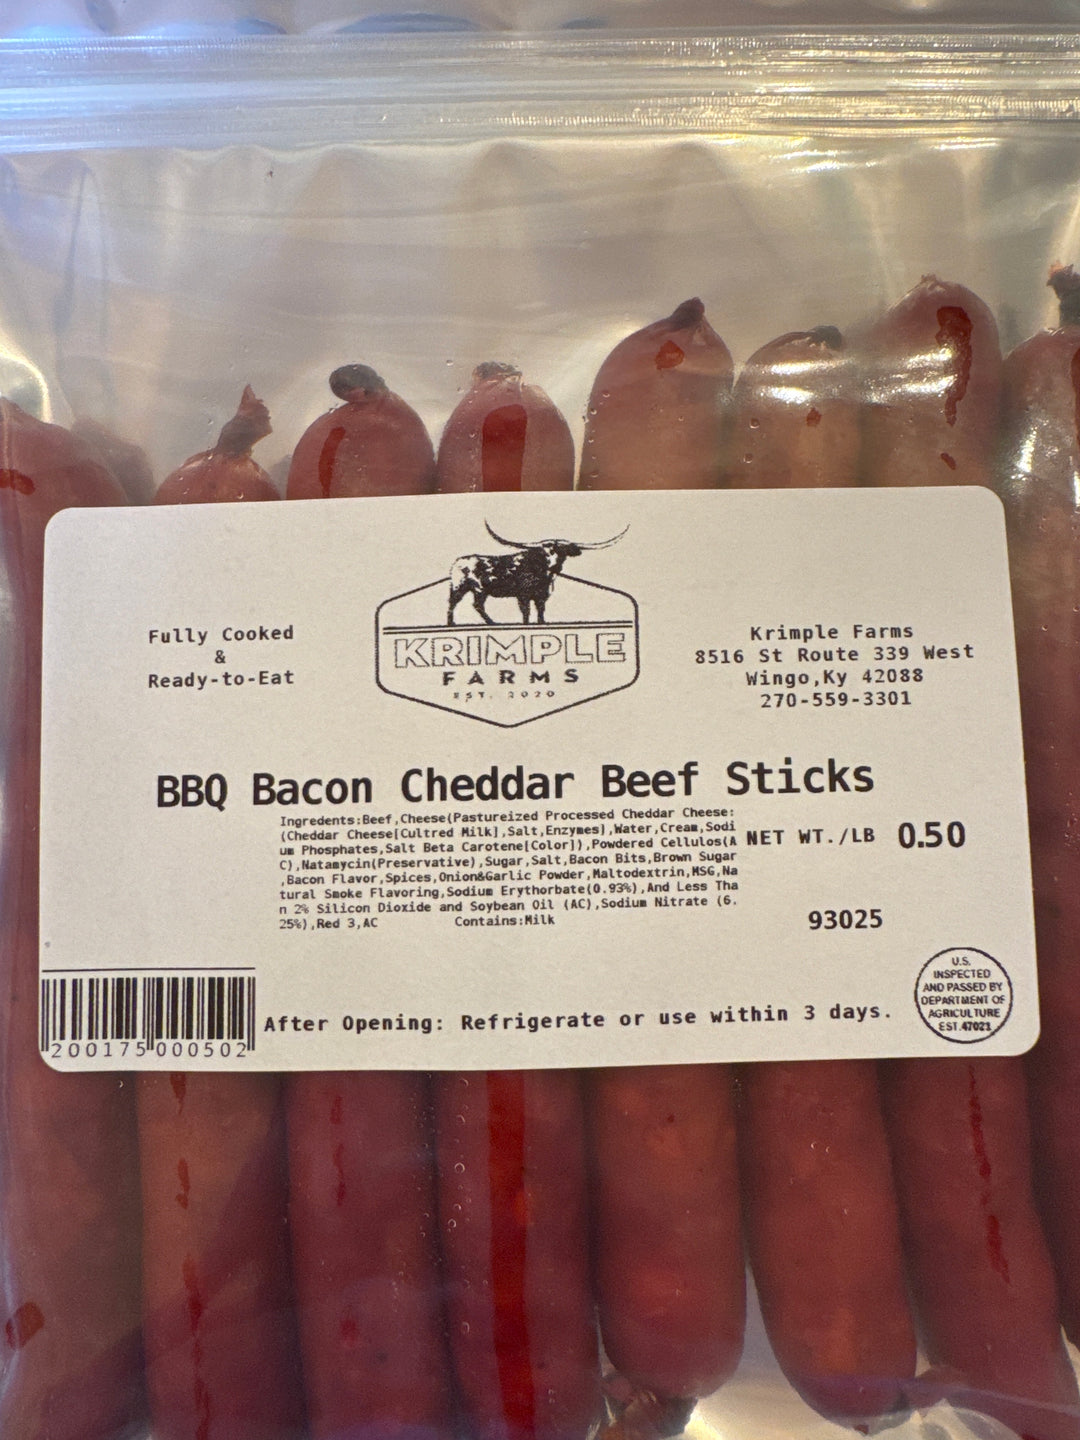 Fully Cooked
&
Ready-to-Eat
KRIMPLE
FARMS
EST. 2020
Krimple Farms
8516 St Route 339 West
Wingo,Ky 42088
270-559-3301
BBQ Bacon Cheddar Beef Sticks
Ingredents:Beef,Cheese(Pastureized Processed Cheddar Cheese:
(Cheddar Cheese[Cultred Milk],Salt,Enzymes],Water,Cream,Sodi
um Phosphates,Salt Beta Carotene[Color]),Powdered Cellulos(A
C),Natamycin(Preservative),Sugar,Salt,Bacon Bits,Brown Sugar
,Bacon Flavor,Spices,Onion&Garlic Powder,Maltodextrin,MSG,Na
tural Smoke Flavoring,Sodium Erythorbate(0.93%),And Less Tha
n 2% Silicon Dioxide and Soybean Oil (AC),Sodium Nitrate (6.
25%),Red 3,AC Contains:Milk
NET WT./LB 0.50
93025
200175 000502
After Opening: Refrigerate or use within 3 days.
U.S.
INSPECTED
AND PASSED BY
DEPARTMENT OF
AGRICULTURE
EST.47021